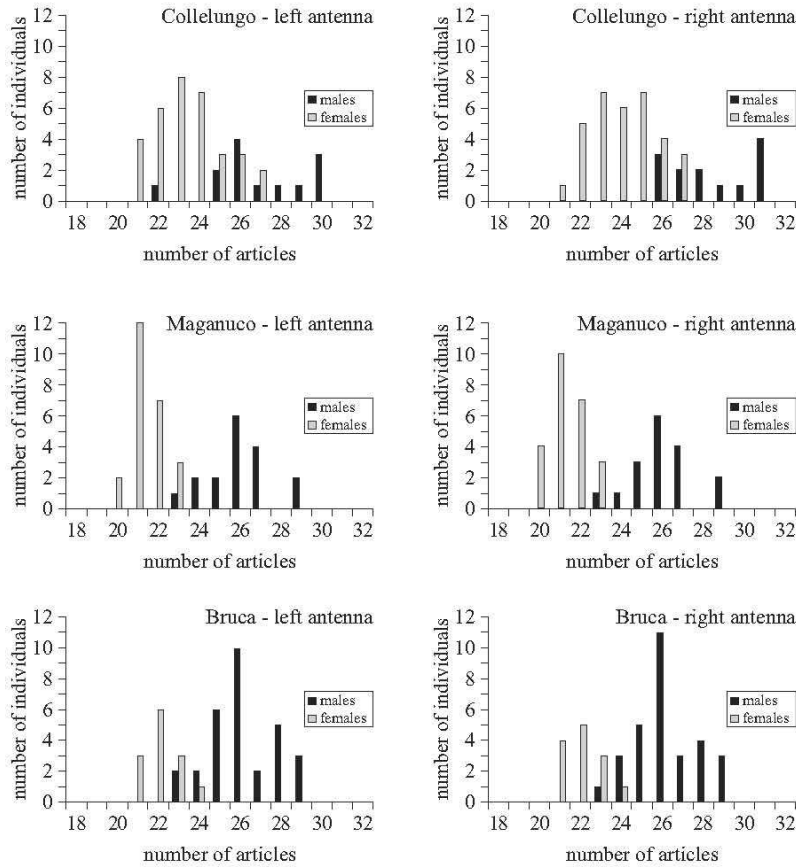 Collelungo - left antenna
12
10
8
6
4
2
0
number of individuals
males
females
18 20 22 24 26 28 30 32
number of articles
Collelungo - right antenna
12
10
8
6
4
2
0
number of individuals
males
females
18 20 22 24 26 28 30 32
number of articles
Maganuco - left antenna
12
10
8
6
4
2
0
number of individuals
males
females
18 20 22 24 26 28 30 32
number of articles
Maganuco - right antenna
12
10
8
6
4
2
0
number of individuals
males
females
18 20 22 24 26 28 30 32
number of articles
Bruca - left antenna
12
10
8
6
4
2
0
number of individuals
males
females
18 20 22 24 26 28 30 32
number of articles
Bruca - right antenna
12
10
8
6
4
2
0
number of individuals
males
females
18 20 22 24 26 28 30 32
number of articles